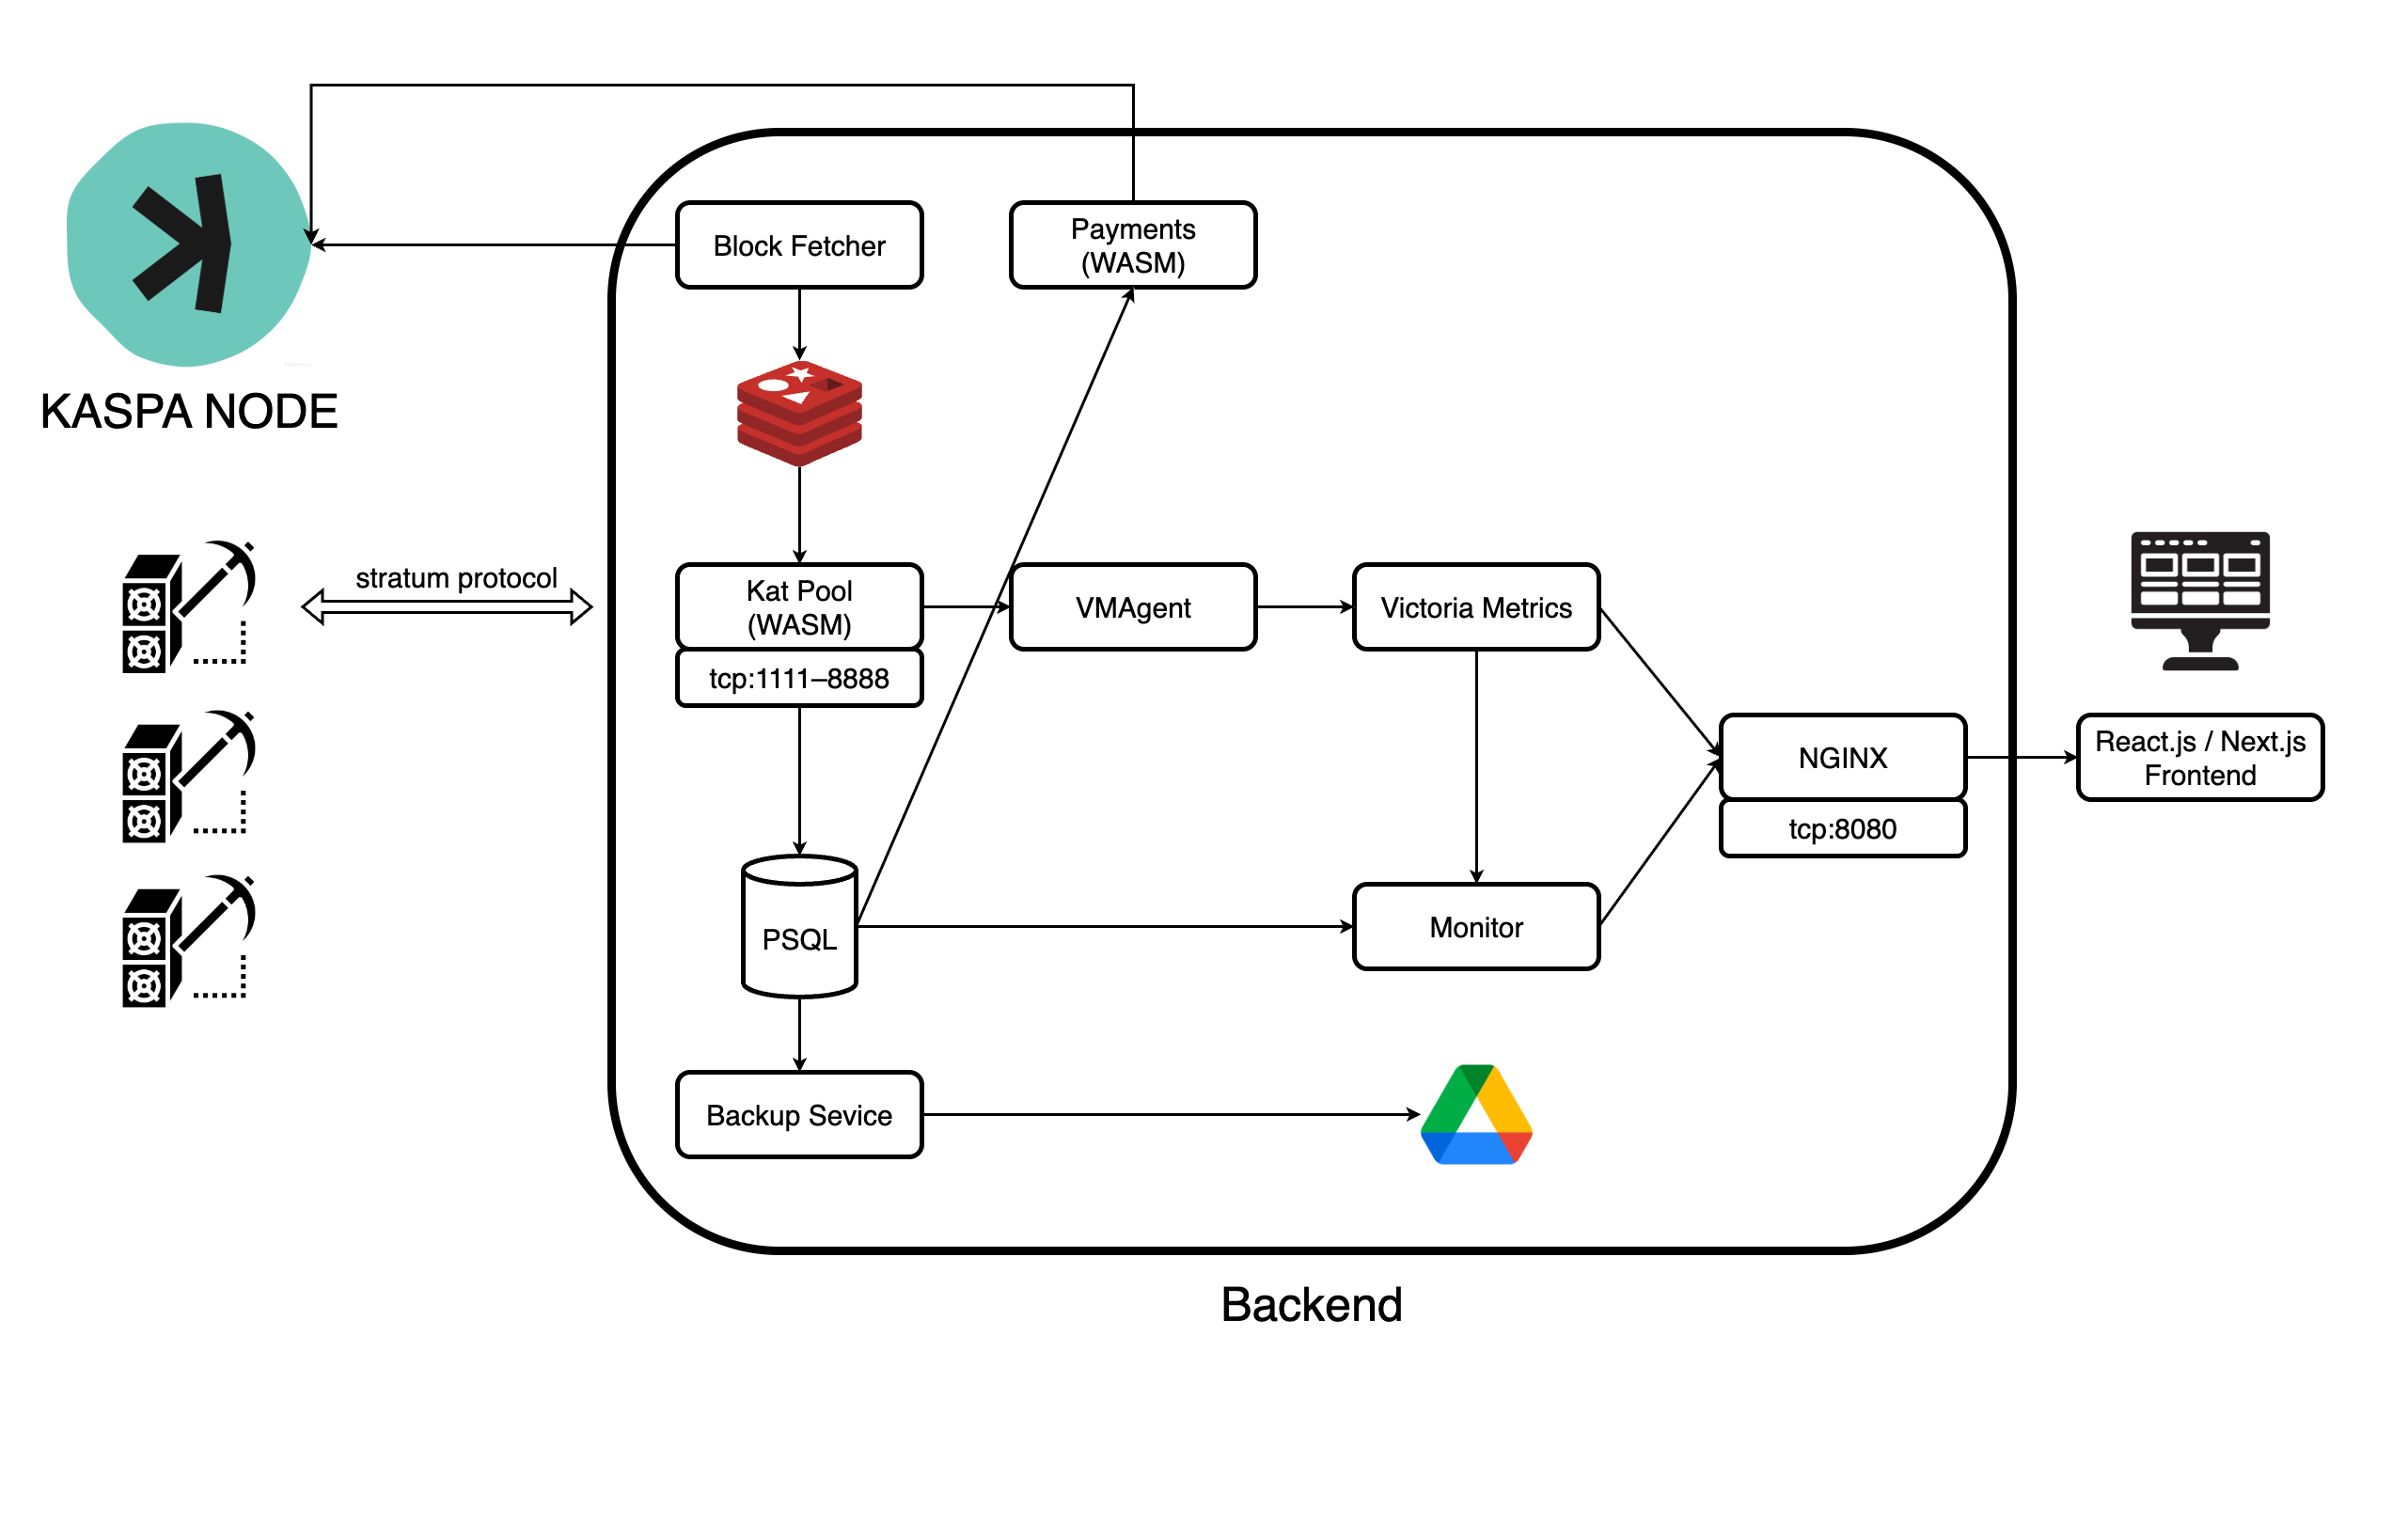 Block Fetcher
Payments
(WASM)
KASPA NODE
stratum protocol
Kat Pool
(WASM)
tcp:1111–8888
VMAgent
Victoria Metrics
NGINX
tcp:8080
React.js / Next.js
Frontend
PSQL
Monitor
Backup Sevice
Backend